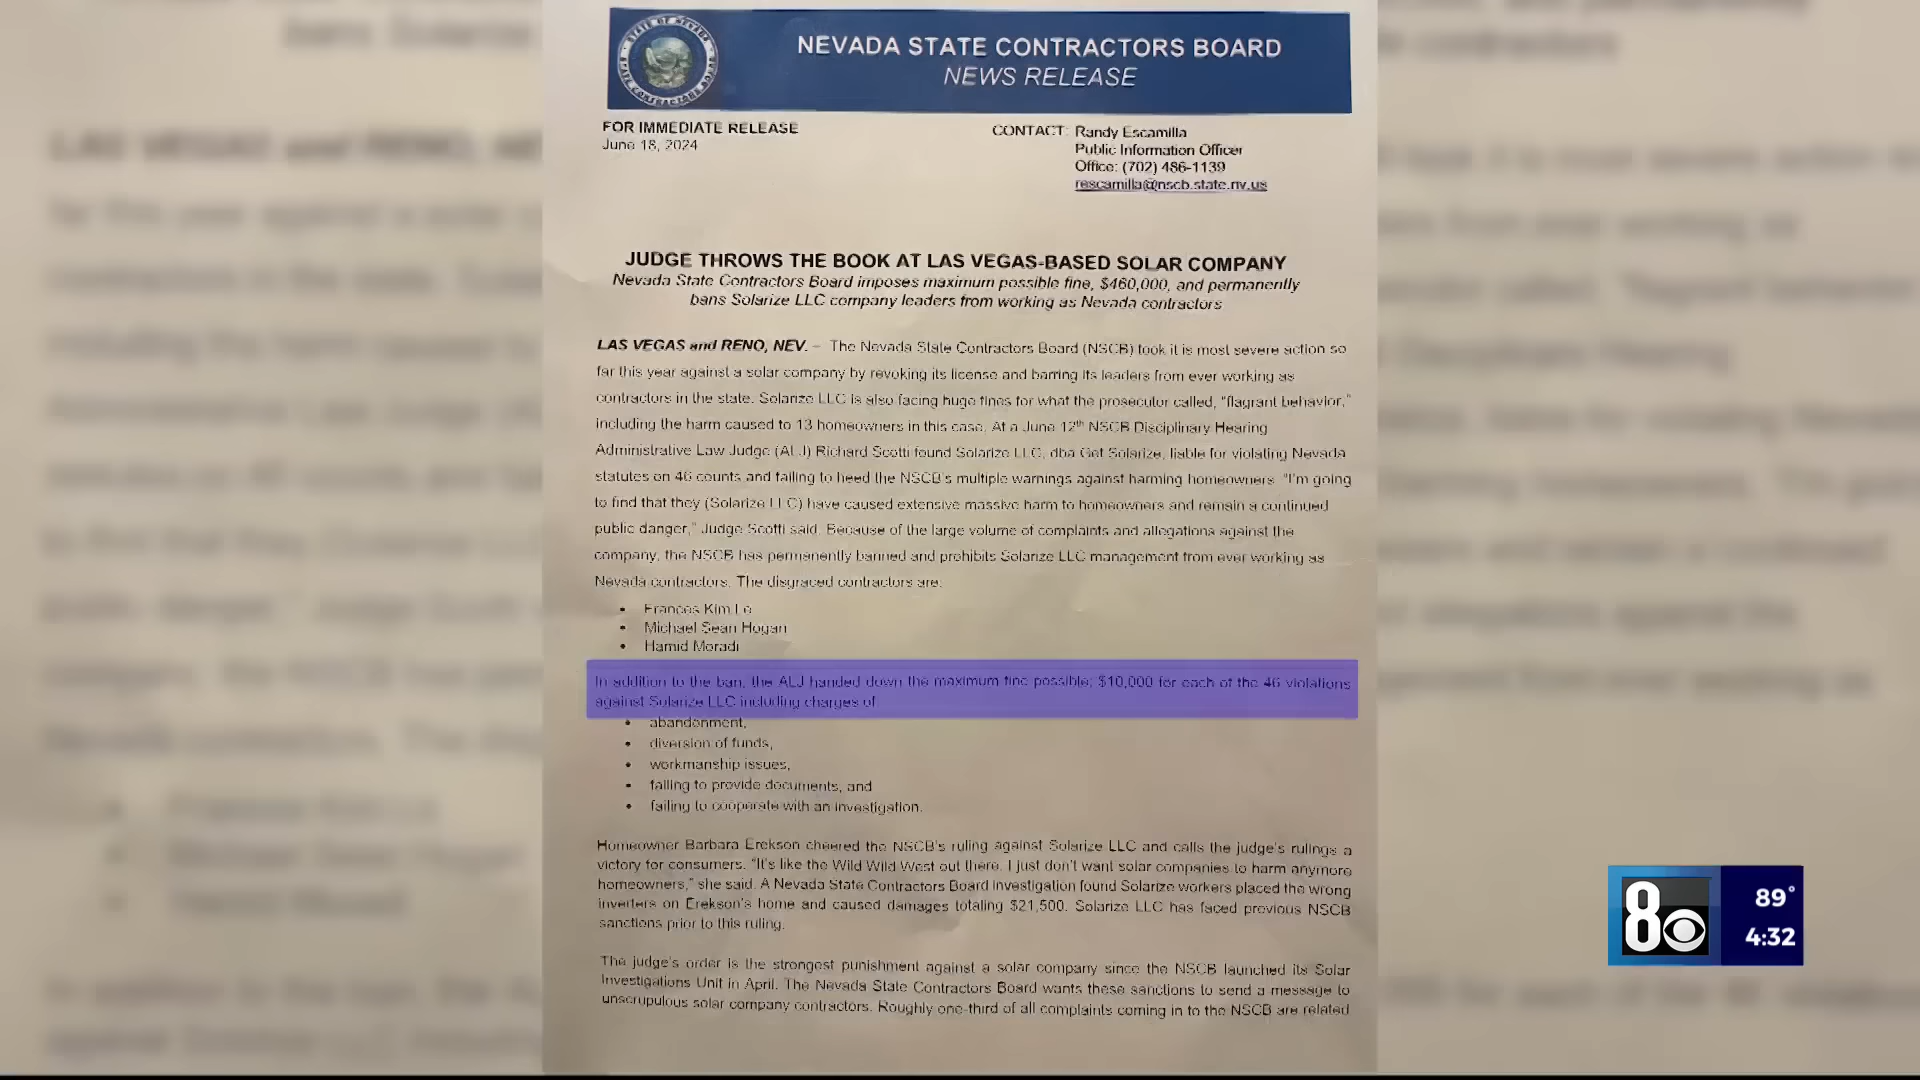 NEVADA STATE CONTRACTORS BOARD
NEWS RELEASE
FOR IMMEDIATE RELEASE
June 18, 2024
CONTACT: Randy Escamilla
Public Information Officer
Office: (702) 486-1139
rescamilla@nscb.state.nv.us
JUDGE THROWS THE BOOK AT LAS VEGAS-BASED SOLAR COMPANY
Nevada State Contractors Board imposes maximum possible fine, $460,000, and permanently
bans Solarize LLC company leaders from working as Nevada contractors
LAS VEGAS and RENO, NEV. – The Nevada State Contractors Board (NSCB) took it is most severe action so
far this year against a solar company by revoking its license and barring its leaders from ever working as
contractors in the state. Solarize LLC is also facing huge fines for what the prosecutor called, "flagrant behavior,"
including the harm caused to 13 homeowners in this case. At a June 12th NSCB Disciplinary Hearing
Administrative Law Judge (ALJ) Richard Scotti found Solarize LLC, dba Get Solarize, liable for violating Nevada
statutes on 46 counts and failing to heed the NSCB's multiple warnings against harming homeowners. "I'm going
to find that they (Solarize LLC) have caused extensive massive harm to homeowners and remain a continued
public danger," Judge Scotti said. Because of the large volume of complaints and allegations against the
company, the NSCB has permanently banned and prohibits Solarize LLC management from ever working as
Nevada contractors. The disgraced contractors are:
• Frances Kim Le
• Michael Sean Hogan
• Hamid Moradi
In addition to the ban, the ALJ handed down the maximum fine possible, $10,000 for each of the 46 violations
against Solarize LLC including charges of
• abandonment,
• diversion of funds,
• workmanship issues,
• failing to provide documents, and
• failing to cooperate with an investigation.
Homeowner Barbara Erekson cheered the NSCB's ruling against Solarize LLC and calls the judge's rulings a
victory for consumers. "It's like the Wild Wild West out there. I just don't want solar companies to harm anymore
homeowners," she said. A Nevada State Contractors Board investigation found Solarize workers placed the wrong
inverters on Erekson's home and caused damages totaling $21,500. Solarize LLC has faced previous NSCB
sanctions prior to this ruling.
The judge's order is the strongest punishment against a solar company since the NSCB launched its Solar
Investigations Unit in April. The Nevada State Contractors Board wants these sanctions to send a message to
unscrupulous solar company contractors. Roughly one-third of all complaints coming in to the NSCB are related
8
89°
4:32